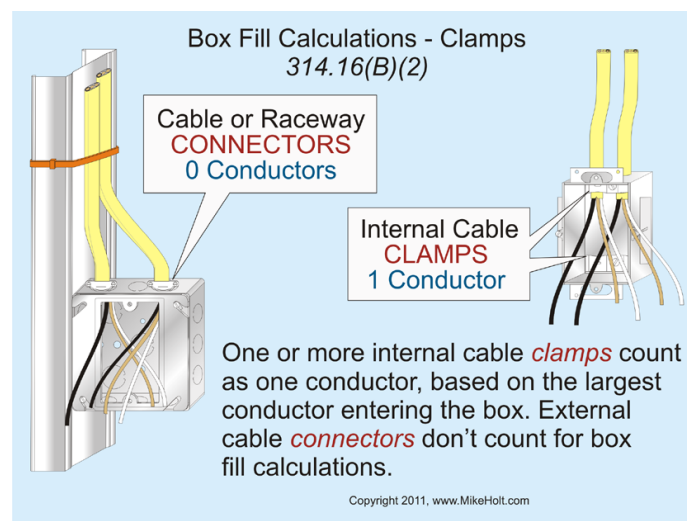 Box Fill Calculations - Clamps
314.16(B)(2)
Cable or Raceway
CONNECTORS
0 Conductors
Internal Cable
CLAMPS
1 Conductor
One or more internal cable clamps count
as one conductor, based on the largest
conductor entering the box. External
cable connectors don’t count for box
fill calculations.
Copyright 2011, www.MikeHolt.com